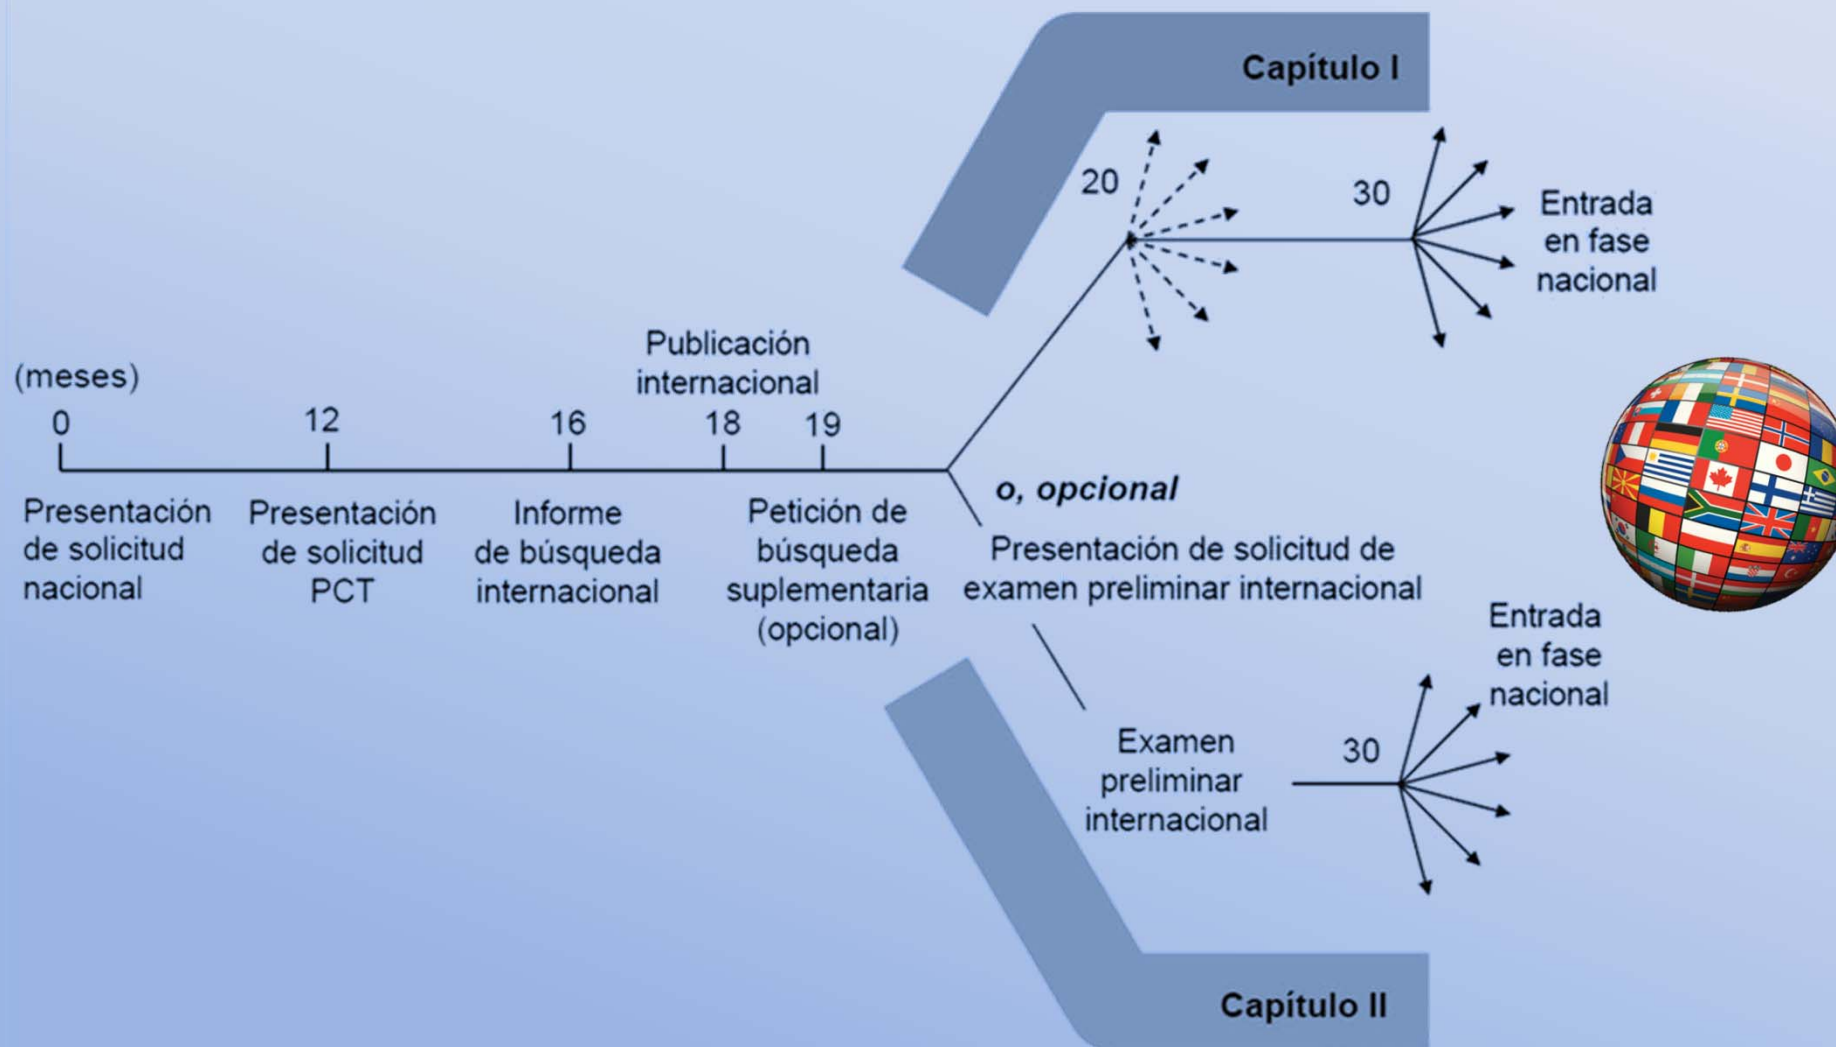 Capítulo I
20
30
Entrada
en fase
nacional
(meses)
0
12
16
Publicación
internacional
18
19
Presentación
de solicitud
nacional
Presentación
de solicitud
PCT
Informe
de búsqueda
internacional
Petición de
búsqueda
suplementaria
(opcional)
o, opcional
Presentación de solicitud de
examen preliminar internacional
Examen
preliminar
internacional
30
Entrada
en fase
nacional
Capítulo II